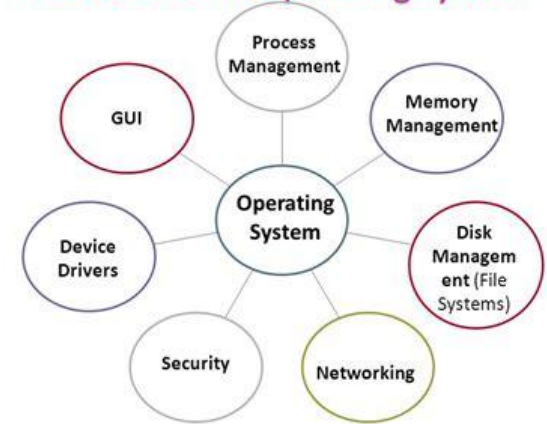 Process
Management
GUI
Memory
Management
Operating
System
Device
Drivers
Disk
Managem
ent (File
Systems)
Security
Networking